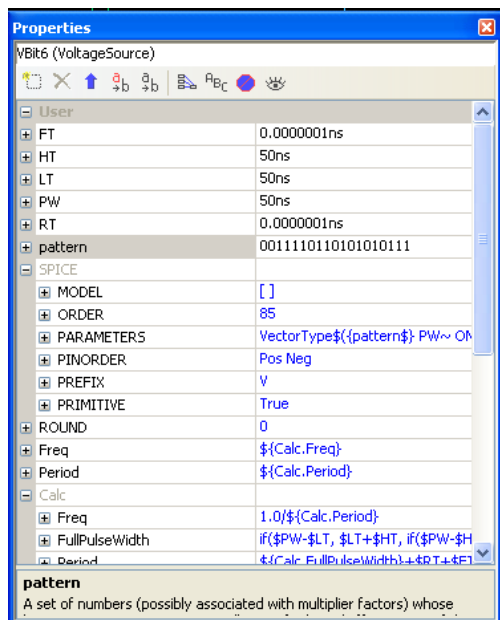 Properties
VBit6 (VoltageSource)
a b a b ABC
User
FT 0.0000001ns
HT 50ns
LT 50ns
PW 50ns
RT 0.0000001ns
pattern 0011110110101010111
SPICE
MODEL [ ]
ORDER 85
PARAMETERS VectorType$({pattern$} PW~ ON
PINORDER Pos Neg
PREFIX V
PRIMITIVE True
ROUND 0
Freq ${Calc.Freq}
Period ${Calc.Period}
Calc
Freq 1.0/${Calc.Period}
FullPulseWidth if($PW-$LT, $LT+$HT, if($PW-$H
Period ${Calc.FullPulseWidth}+$RT+$FT
pattern
A set of numbers (possibly associated with multiplier factors) whose